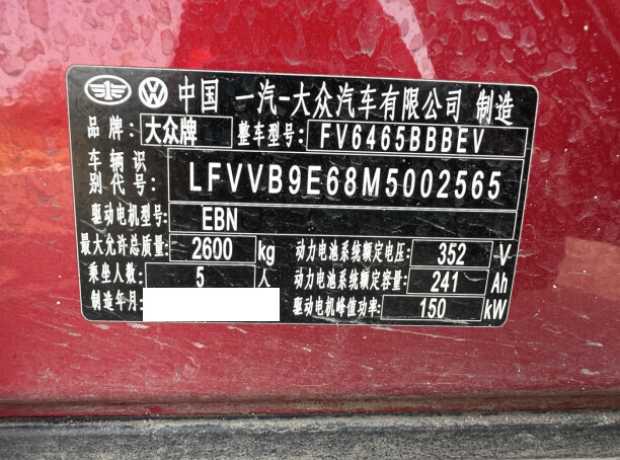 中国 一汽-大众汽车有限公司 制造
品牌: 大众牌 整车型号: FV6465BBBEV
车辆识别代号: LFVVB9E68M5002565
驱动电机型号: EBN
最大允许总质量: 2600 kg 动力电池系统额定电压: 352 V
乘坐人数: 5 人 动力电池系统额定容量: 241 Ah
制造年月: 驱动电机峰值功率: 150 kW